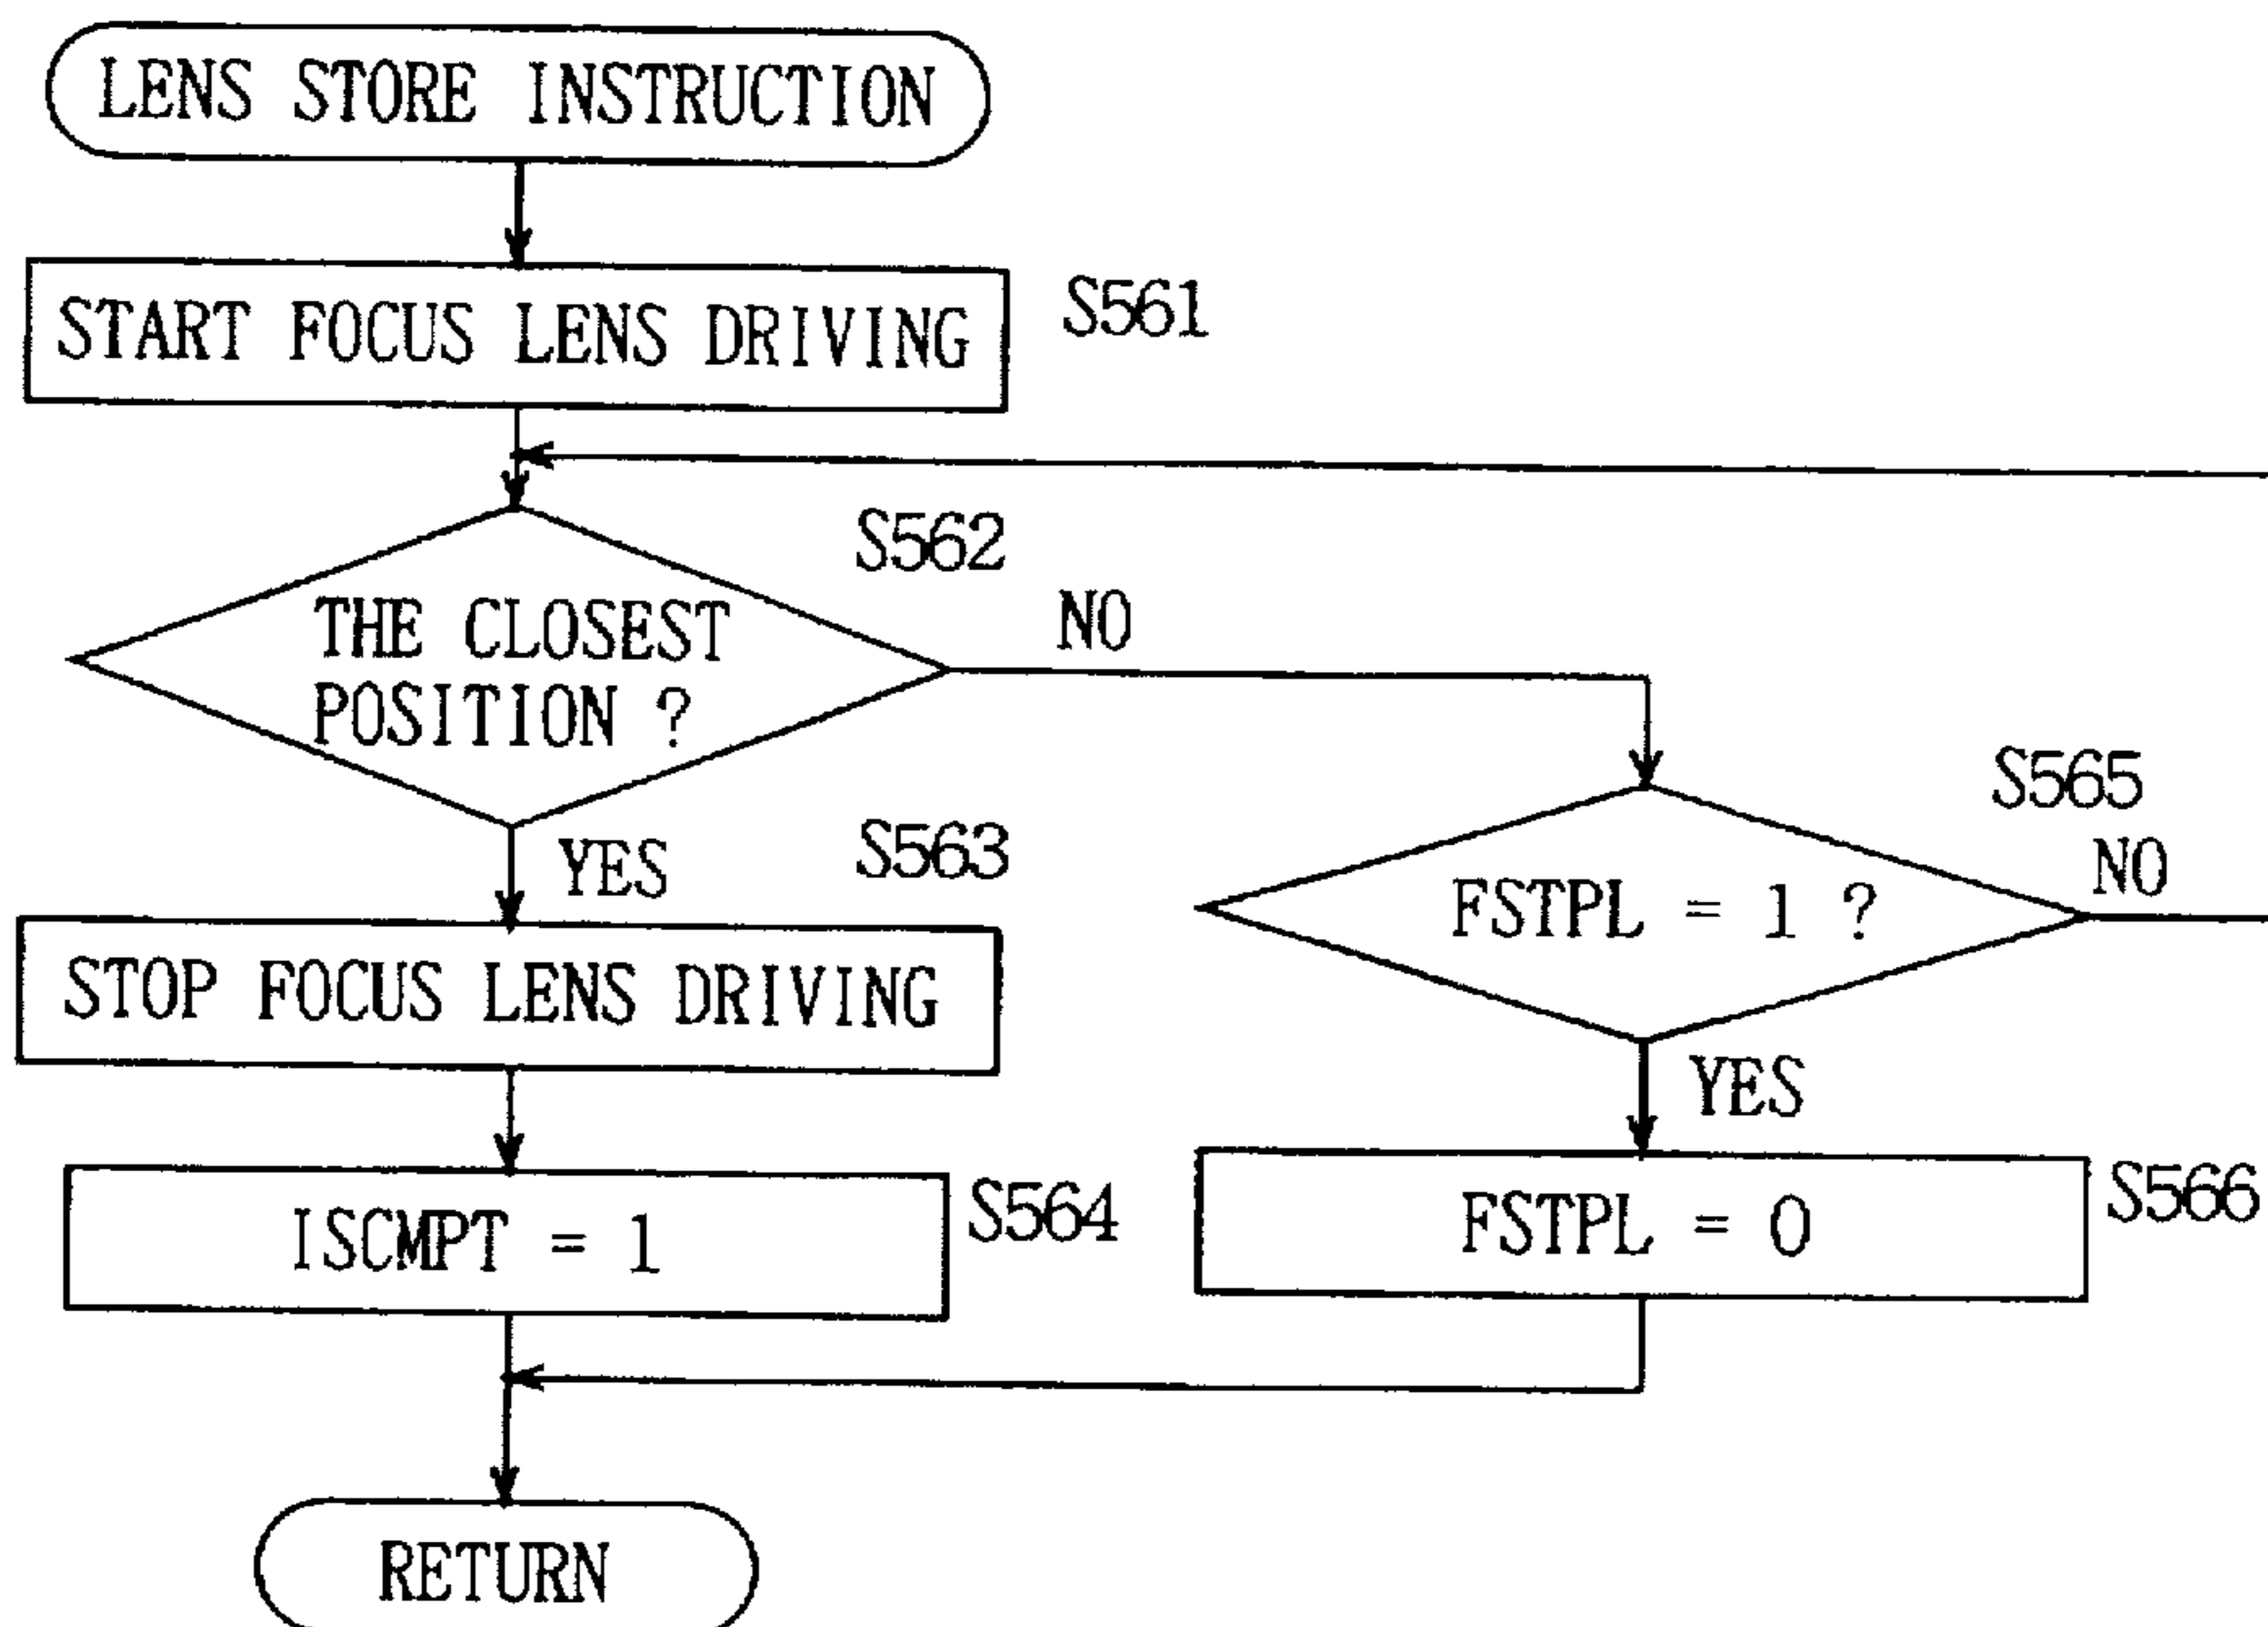 LENS STORE INSTRUCTION
START FOCUS LENS DRIVING
S561
S562
THE CLOSEST
POSITION ?
NO
YES
S563
STOP FOCUS LENS DRIVING
ISCMPT = 1
S564
S565
FSTPL = 1 ?
NO
YES
FSTPL = 0
S566
RETURN